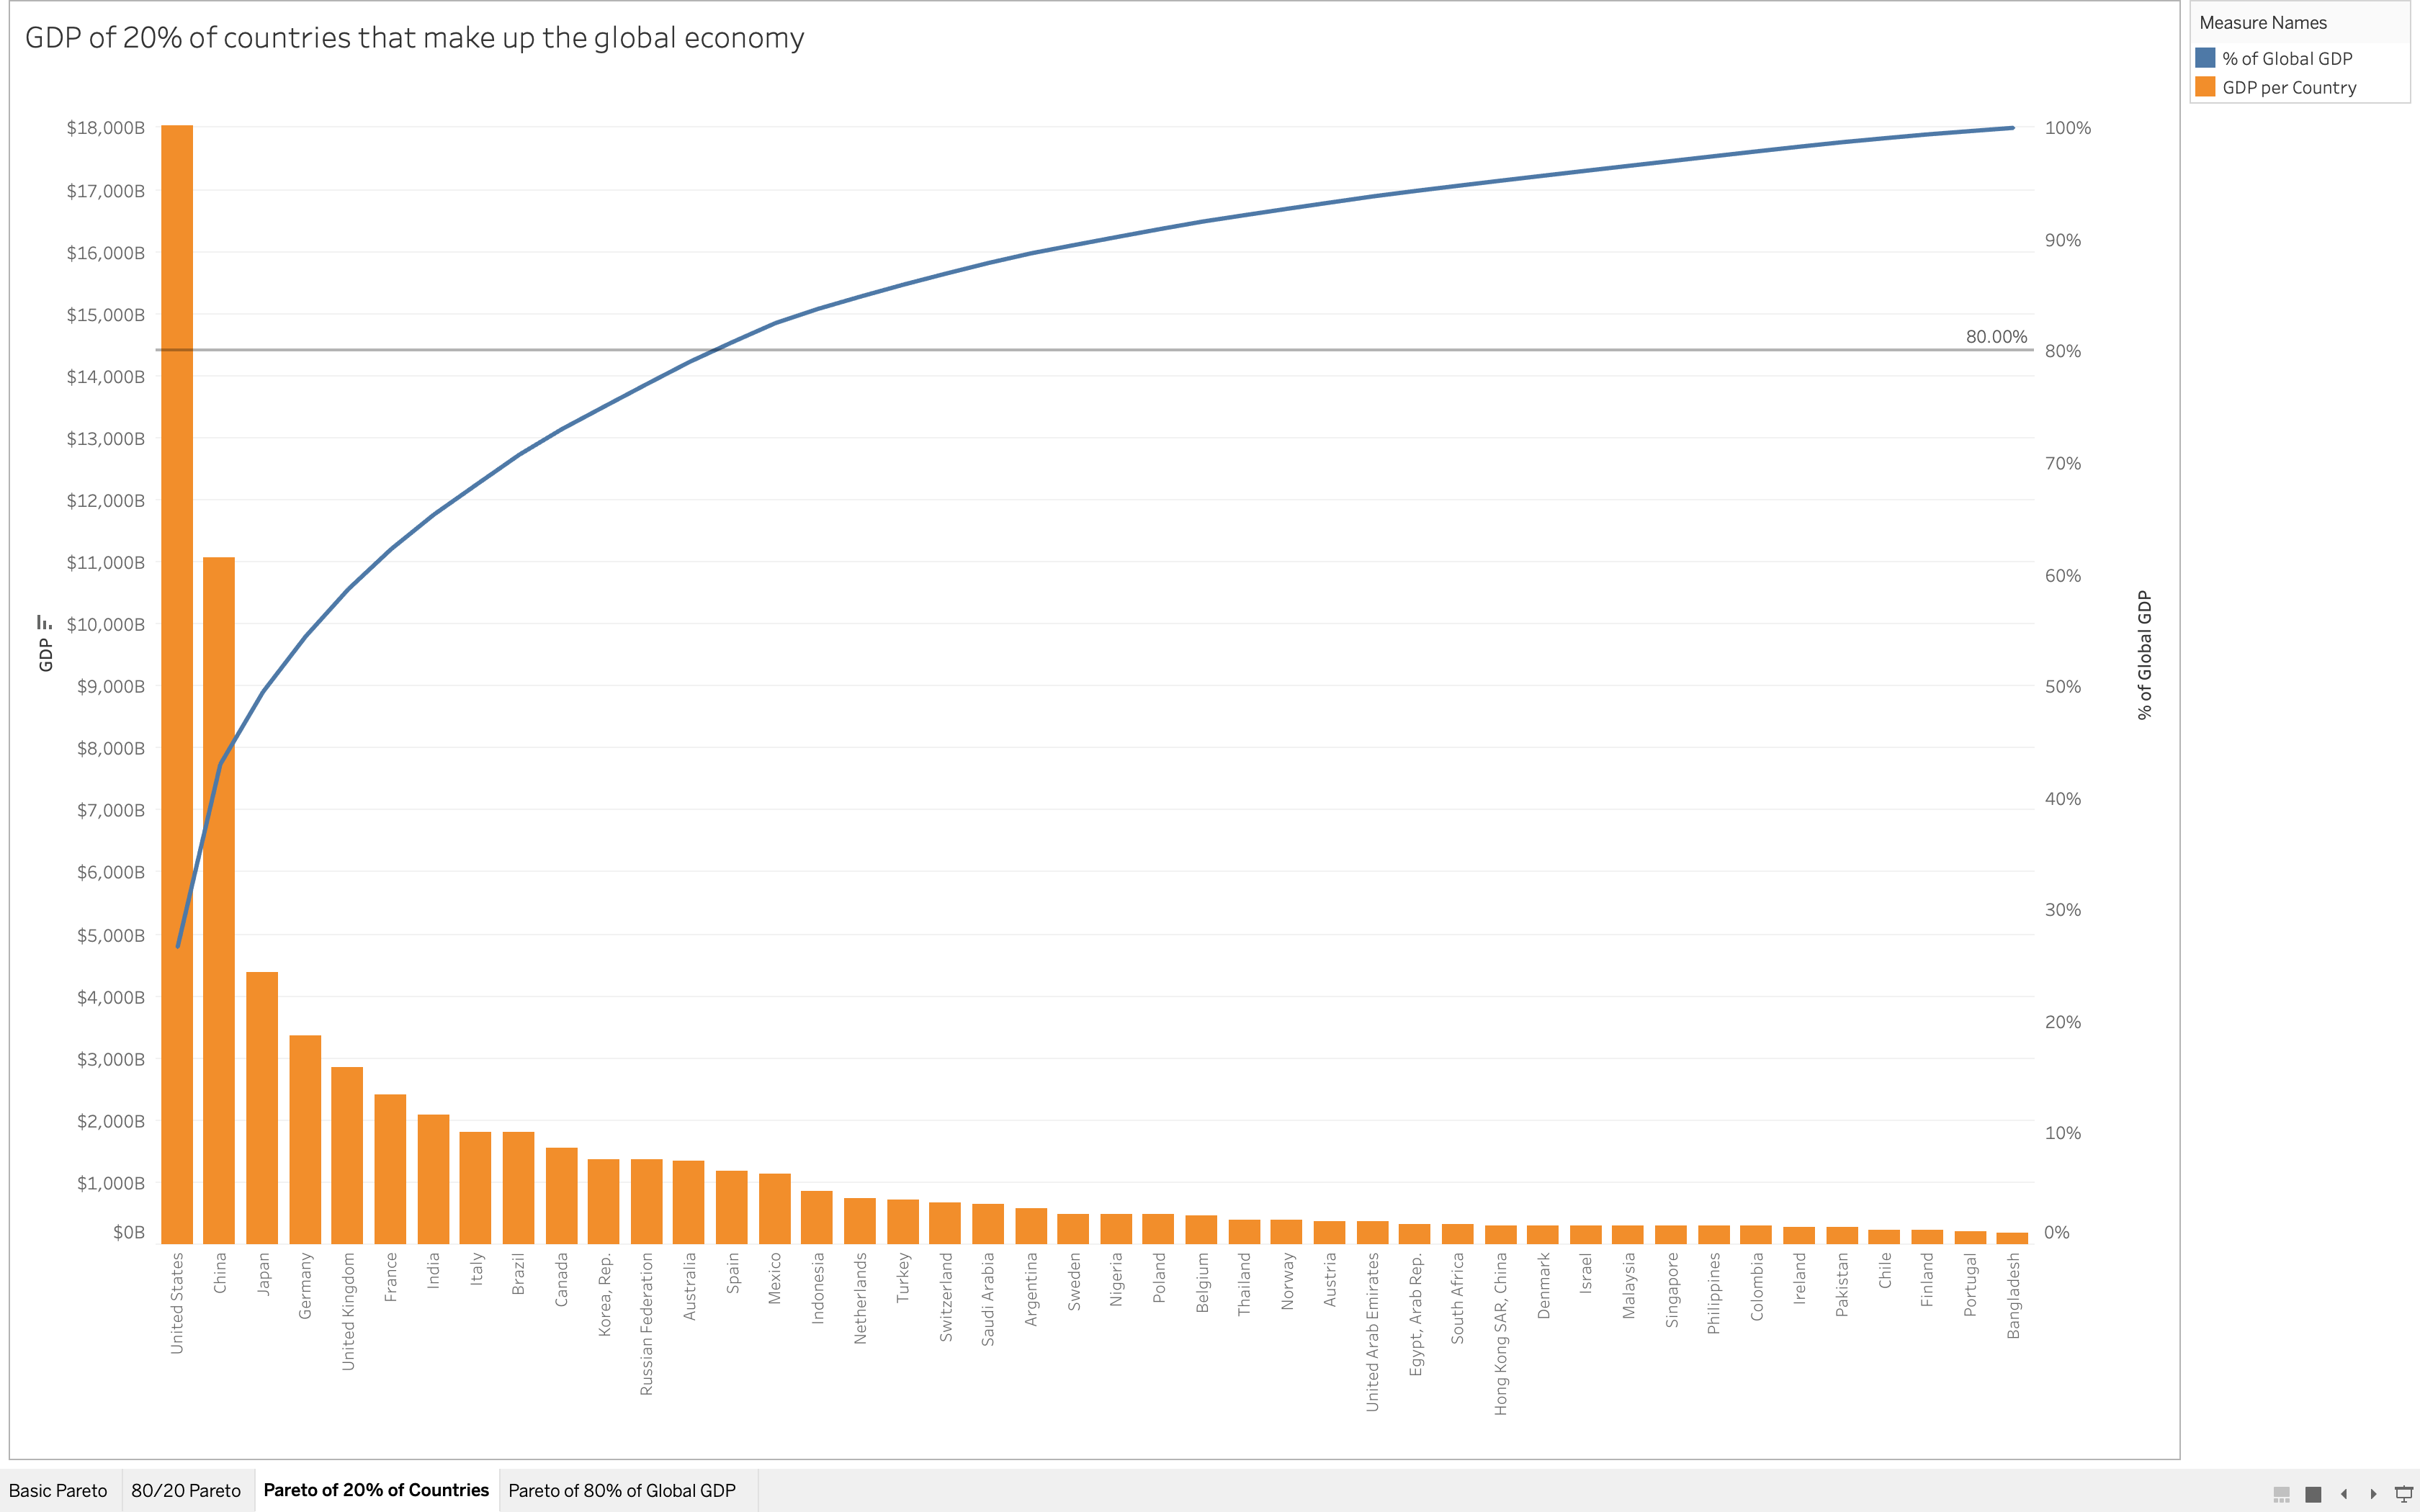 GDP of 20% of countries that make up the global economy
Measure Names
% of Global GDP
GDP per Country
$18,000B
$17,000B
$16,000B
$15,000B
$14,000B
$13,000B
$12,000B
$11,000B
$10,000B
$9,000B
$8,000B
$7,000B
$6,000B
$5,000B
$4,000B
$3,000B
$2,000B
$1,000B
$0B
GDP
80.00%
100%
90%
80%
70%
60%
50%
40%
30%
20%
10%
0%
% of Global GDP
United States
China
Japan
Germany
United Kingdom
France
India
Italy
Brazil
Canada
Korea, Rep.
Russian Federation
Australia
Spain
Mexico
Indonesia
Netherlands
Turkey
Switzerland
Saudi Arabia
Argentina
Sweden
Nigeria
Poland
Belgium
Thailand
Norway
Austria
United Arab Emirates
Egypt, Arab Rep.
South Africa
Hong Kong SAR, China
Denmark
Israel
Malaysia
Singapore
Philippines
Colombia
Ireland
Pakistan
Chile
Finland
Portugal
Bangladesh
Basic Pareto
80/20 Pareto
Pareto of 20% of Countries
Pareto of 80% of Global GDP